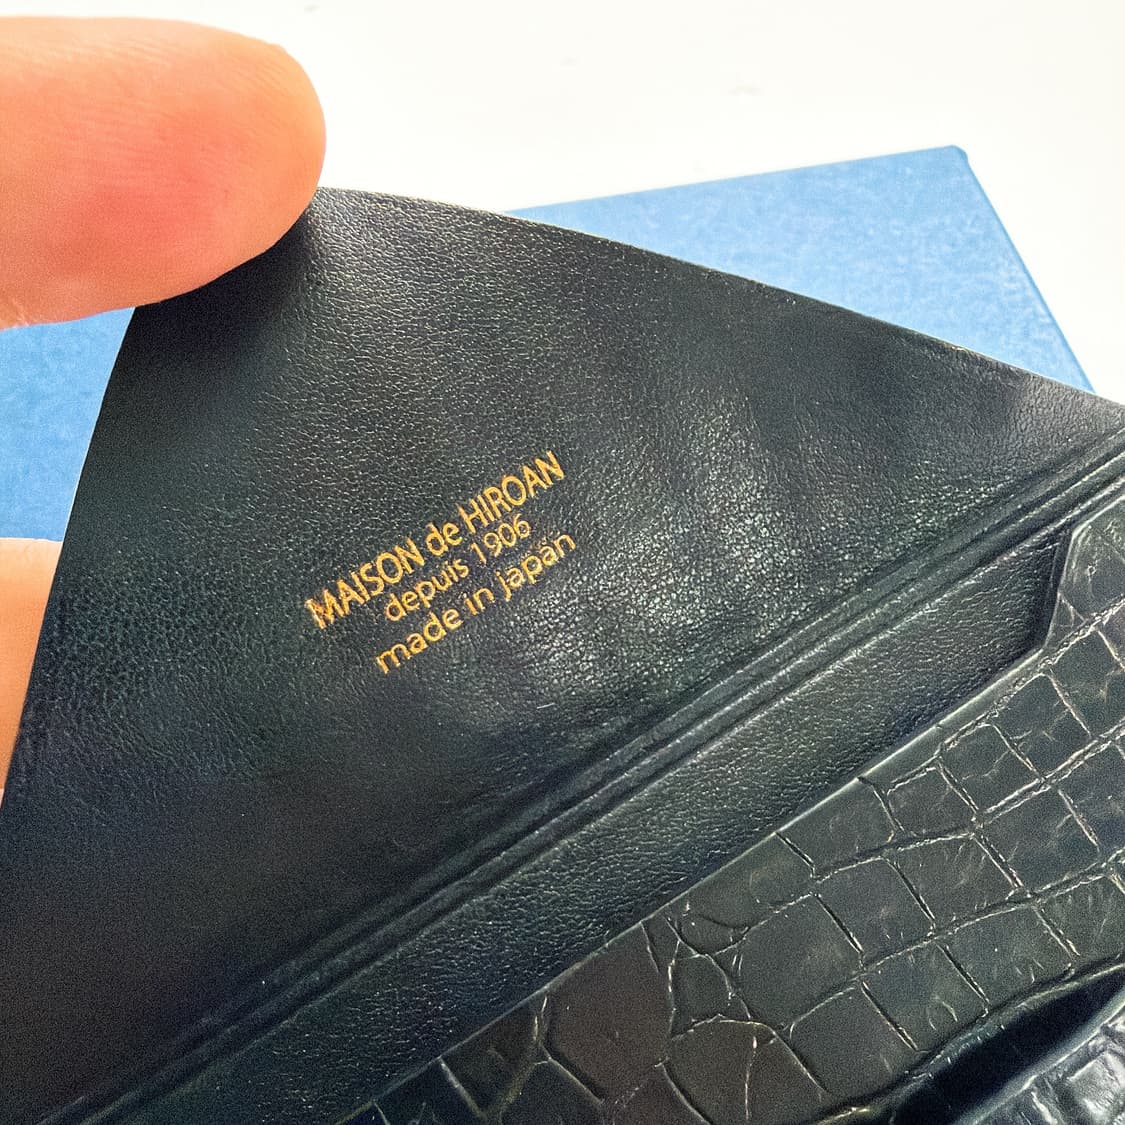 MAISON de HIROAN
depuis 1906
made in japan